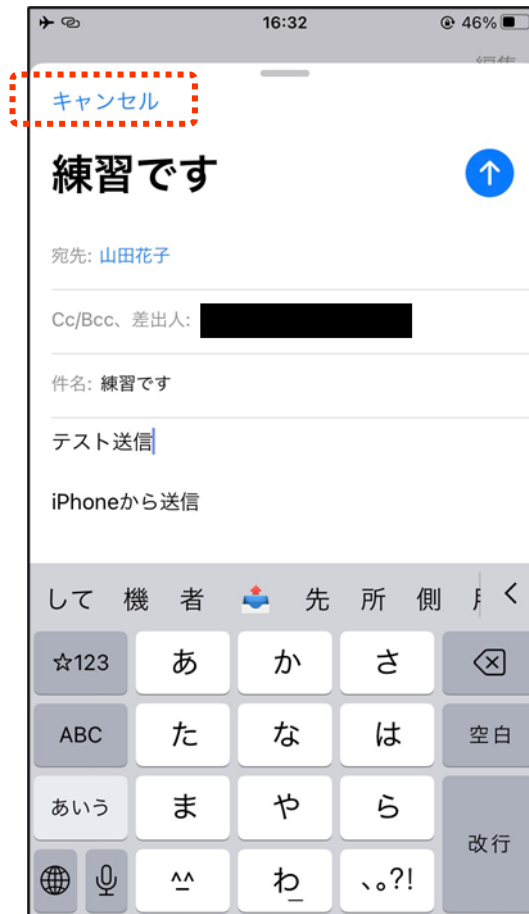 16:32
46%
編集
キャンセル
練習です
宛先: 山田花子
Cc/Bcc、差出人:
件名: 練習です
テスト送信
iPhoneから送信
して 機 者 先 所 側
☆123 あ か さ
ABC た な は 空白
あいう ま や ら
改行
^^ わ 、。?!